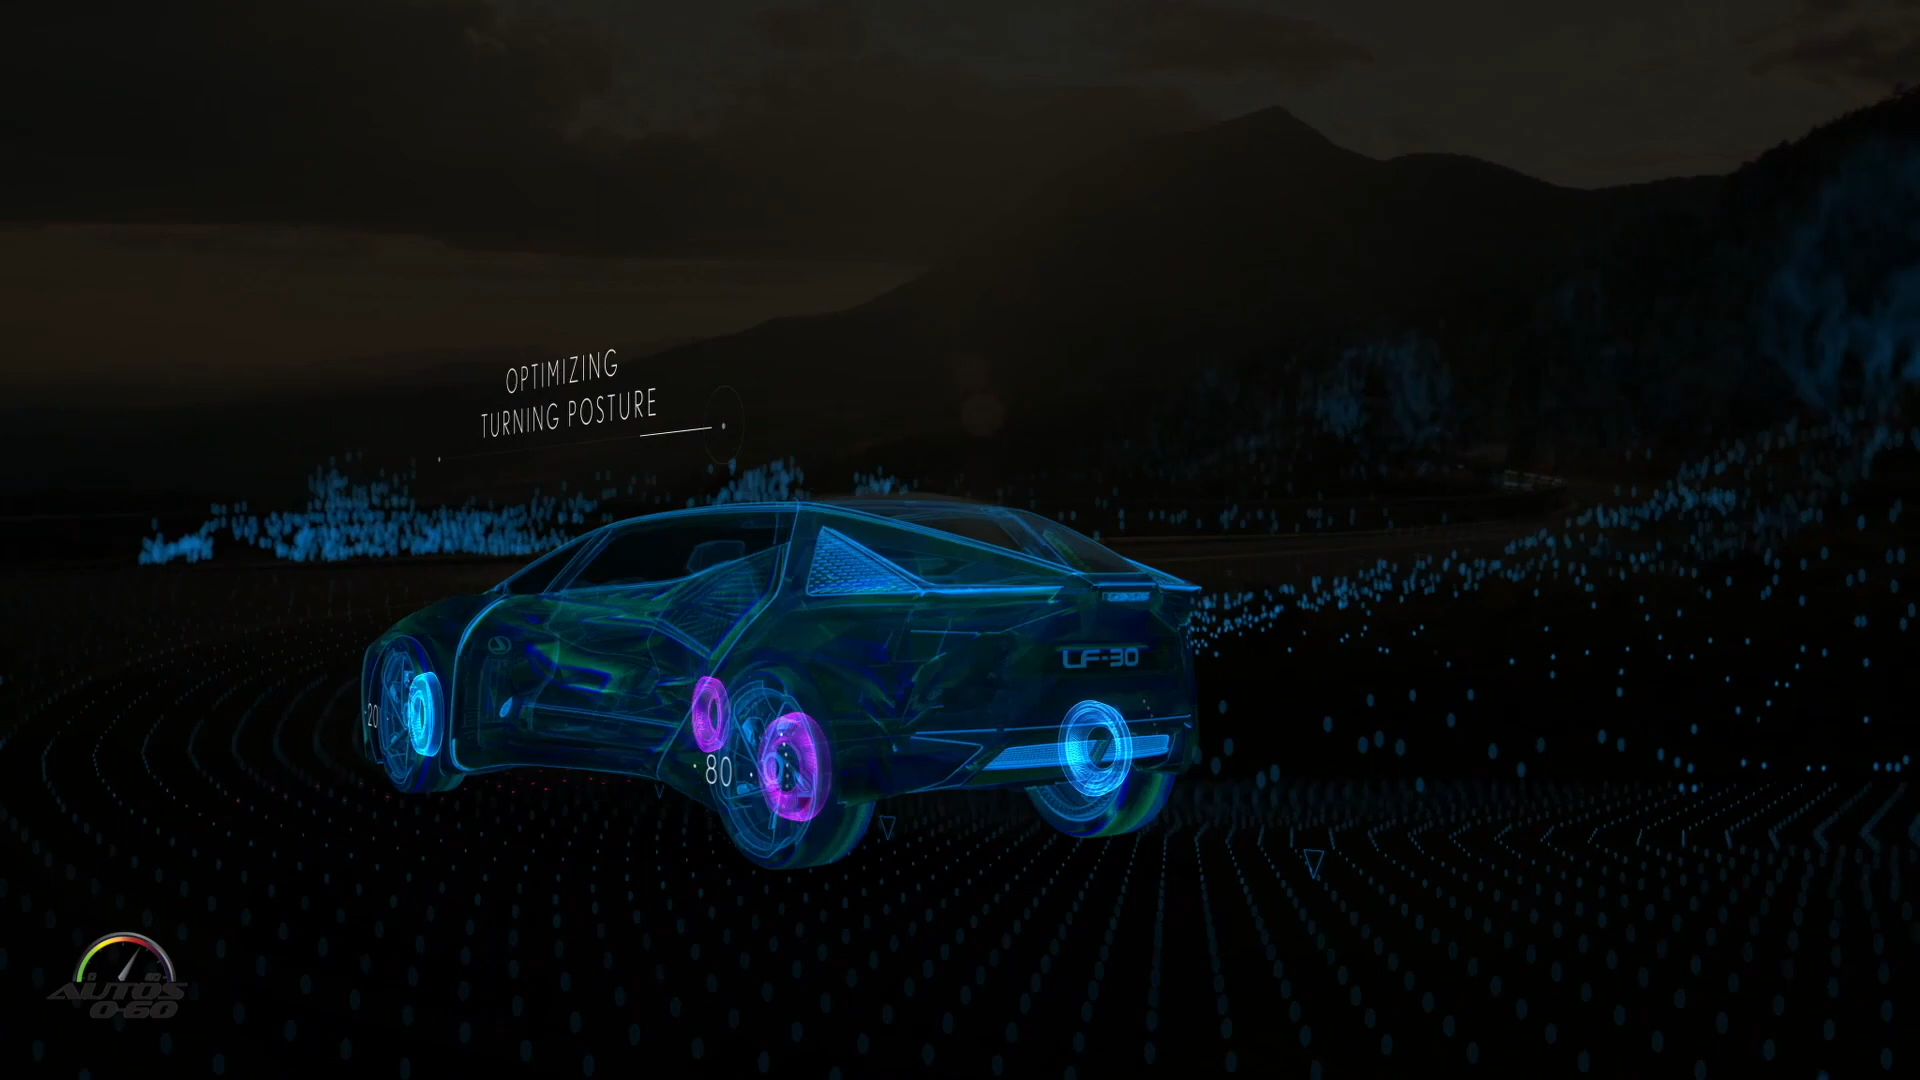 OPTIMIZING
TURNING POSTURE
LF-30
-20
80
AUTOS
0-60